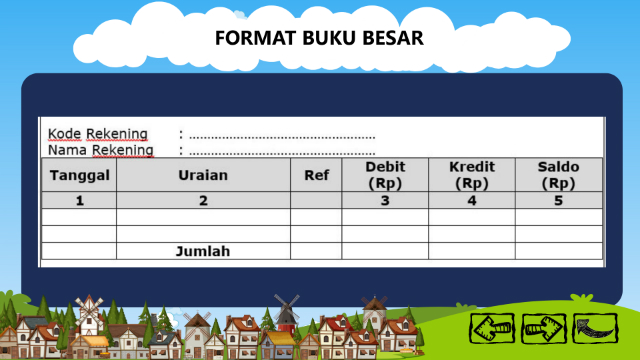 FORMAT BUKU BESAR
Kode Rekening : ......................................................
Nama Rekening : ......................................................
Tanggal Uraian Ref Debit (Rp) Kredit (Rp) Saldo (Rp)
1 2 3 4 5
Jumlah